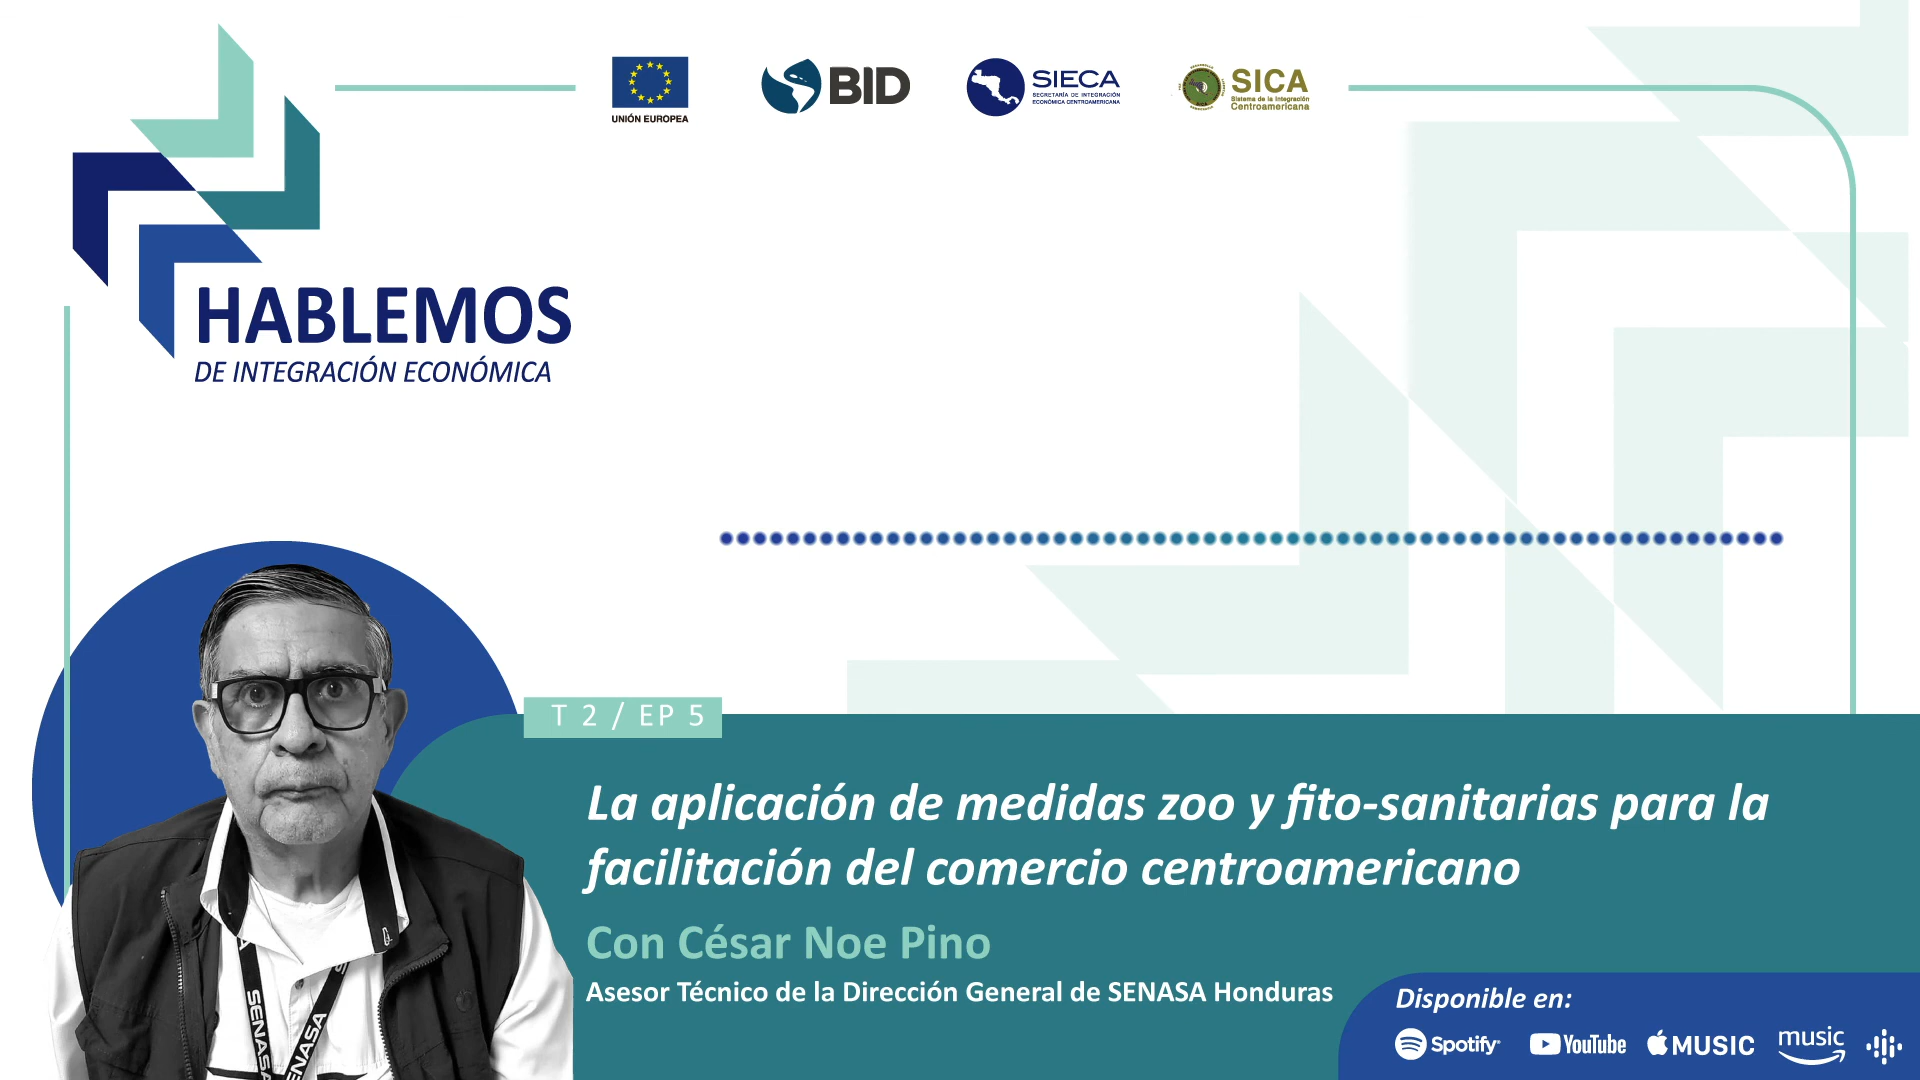 UNIÓN EUROPEA
BID
SIECA
SECRETARÍA DE INTEGRACIÓN
ECONÓMICA CENTROAMERICANA
SICA
Sistema de la Integración
Centroamericana
HABLEMOS
DE INTEGRACIÓN ECONÓMICA
T 2 / EP 5
La aplicación de medidas zoo y fito-sanitarias para la
facilitación del comercio centroamericano
Con César Noe Pino
Asesor Técnico de la Dirección General de SENASA Honduras
SENASA
ENASA
Disponible en:
Spotify
YouTube
MUSIC
music